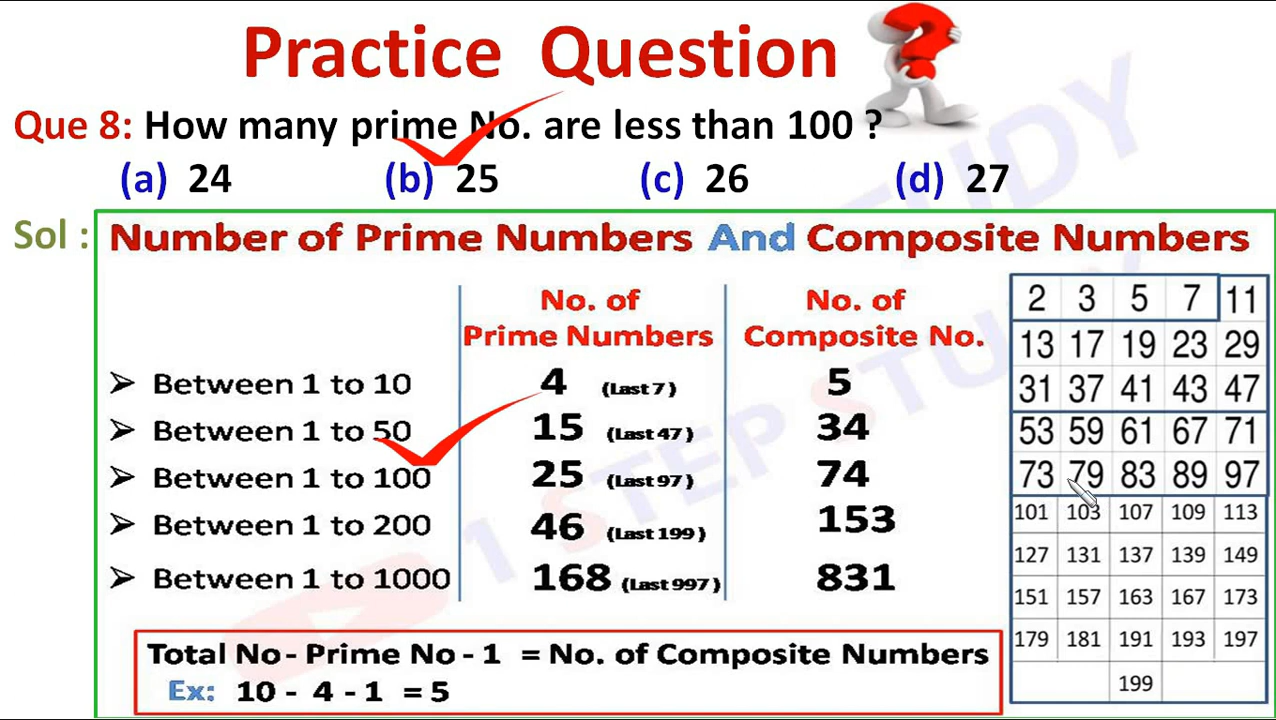 Practice Question
Que 8: How many prime No. are less than 100 ?
(a) 24 (b) 25 (c) 26 (d) 27
Sol :
Number of Prime Numbers And Composite Numbers
No. of Prime Numbers
No. of Composite No.
Between 1 to 10 4 (Last 7) 5
Between 1 to 50 15 (Last 47) 34
Between 1 to 100 25 (Last 97) 74
Between 1 to 200 46 (Last 199) 153
Between 1 to 1000 168 (Last 997) 831
Total No - Prime No - 1 = No. of Composite Numbers
Ex: 10 - 4 - 1 = 5
2 3 5 7 11
13 17 19 23 29
31 37 41 43 47
53 59 61 67 71
73 79 83 89 97
101 103 107 109 113
127 131 137 139 149
151 157 163 167 173
179 181 191 193 197
199
1 STEP STUDY